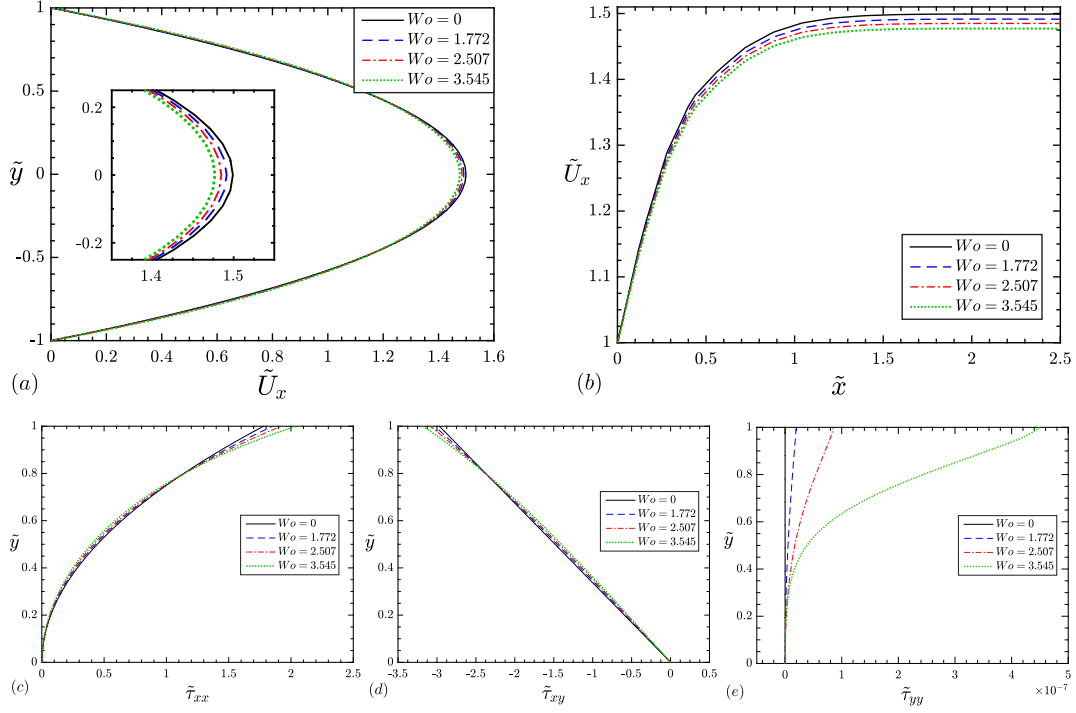 1
0.5
0
-0.5
-1
ỹ
0 0.2 0.4 0.6 0.8 1 1.2 1.4 1.6
Ũx
(a)
Wo = 0
Wo = 1.772
Wo = 2.507
Wo = 3.545
0.2
0
-0.2
1.4 1.5
1.5
1.4
1.3
1.2
1.1
1
Ũx
0 0.5 1 1.5 2 2.5
x̃
(b)
Wo = 0
Wo = 1.772
Wo = 2.507
Wo = 3.545
1
0.8
0.6
0.4
0.2
0
ỹ
0 0.5 1 1.5 2 2.5
τ̃xx
(c)
Wo = 0
Wo = 1.772
Wo = 2.507
Wo = 3.545
1
0.8
0.6
0.4
0.2
0
ỹ
-3.5 -3 -2.5 -2 -1.5 -1 -0.5 0 0.5
τ̃xy
(d)
Wo = 0
Wo = 1.772
Wo = 2.507
Wo = 3.545
1
0.8
0.6
0.4
0.2
0
ỹ
0 1 2 3 4 5
×10⁻⁷
τ̃yy
(e)
Wo = 0
Wo = 1.772
Wo = 2.507
Wo = 3.545